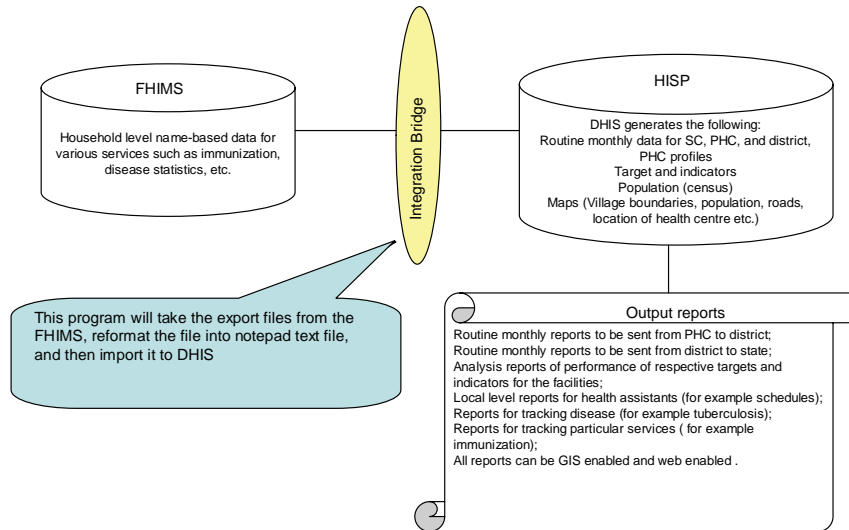 FHIMS
Household level name-based data for
various services such as immunization,
disease statistics, etc.
Integration Bridge
HISP
DHIS generates the following:
Routine monthly data for SC, PHC, and district,
PHC profiles
Target and indicators
Population (census)
Maps (Village boundaries, population, roads,
location of health centre etc.)
This program will take the export files from the
FHIMS, reformat the file into notepad text file,
and then import it to DHIS
Output reports
Routine monthly reports to be sent from PHC to district;
Routine monthly reports to be sent from district to state;
Analysis reports of performance of respective targets and
indicators for the facilities;
Local level reports for health assistants (for example schedules);
Reports for tracking disease (for example tuberculosis);
Reports for tracking particular services ( for example
immunization);
All reports can be GIS enabled and web enabled .